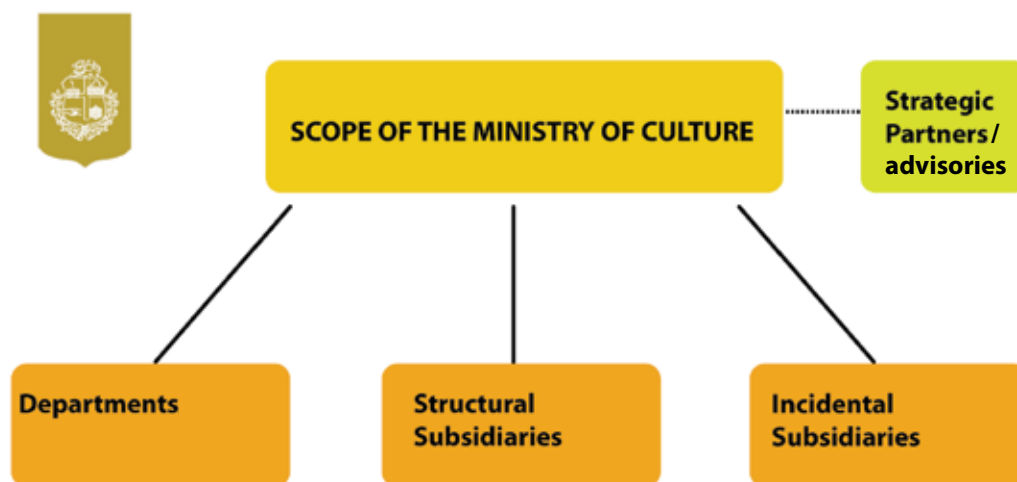 SCOPE OF THE MINISTRY OF CULTURE
Strategic
Partners/
advisories
Departments
Structural
Subsidiaries
Incidental
Subsidiaries